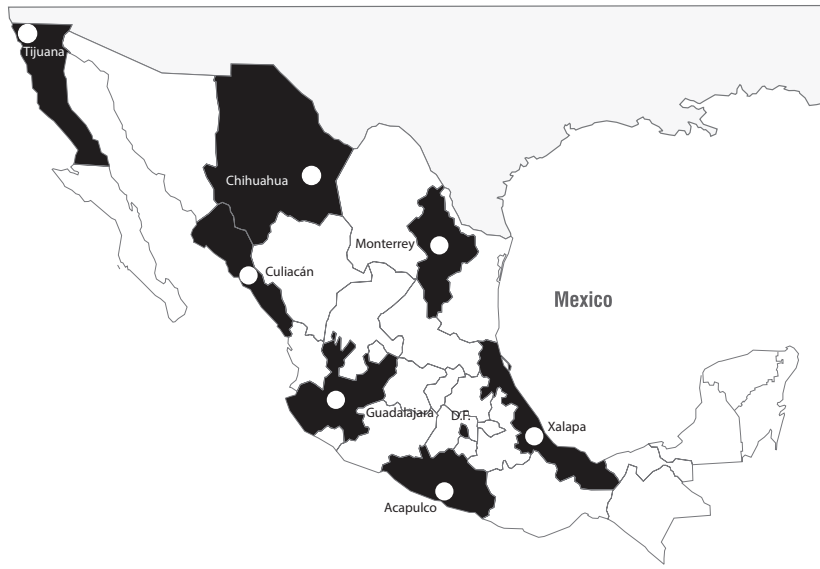 Tijuana
Chihuahua
Monterrey
Culiacán
Mexico
Guadalajara
D.F.
Xalapa
Acapulco